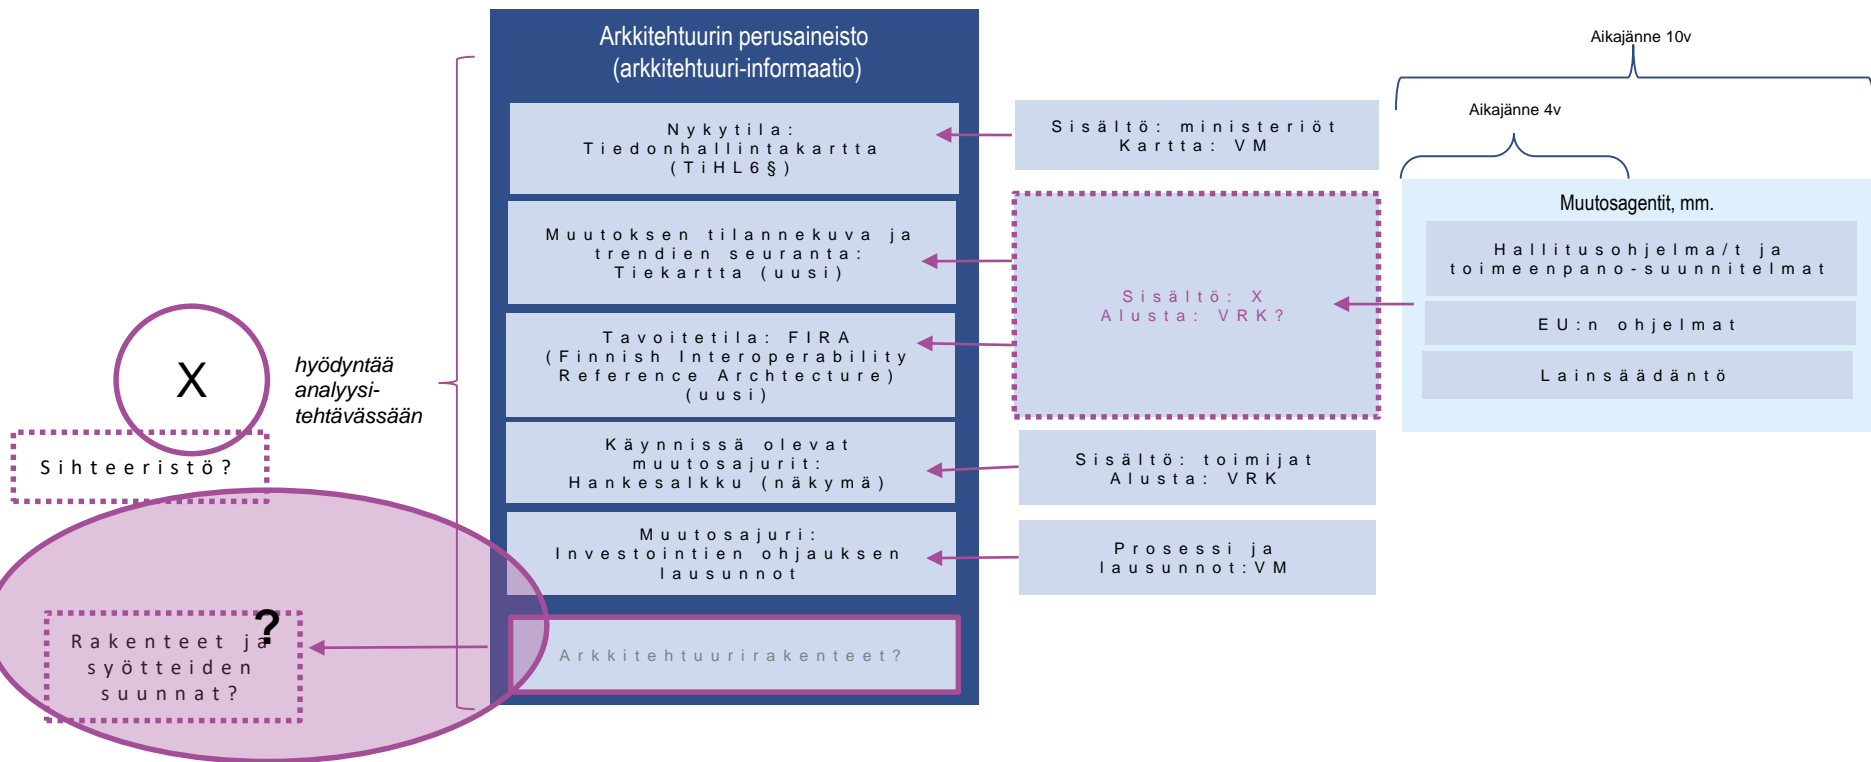 Arkkitehtuurin perusaineisto
(arkkitehtuuri-informaatio)
Nykytila:
Tiedonhallintakartta
(TiHL6§)
Muutoksen tilannekuva ja
trendien seuranta:
Tiekartta (uusi)
Tavoitetila: FIRA
(Finnish Interoperability
Reference Archtecture)
(uusi)
Käynnissä olevat
muutosajurit:
Hankesalkku (näkymä)
Muutosajuri:
Investointien ohjauksen
lausunnot
Arkkitehtuurirakenteet?
Sisältö: ministeriöt
Kartta: VM
Sisältö: X
Alusta: VRK?
Sisältö: toimijat
Alusta: VRK
Prosessi ja
lausunnot:VM
Aikajänne 10v
Aikajänne 4v
Muutosagentit, mm.
Hallitusohjelma/t ja
toimeenpano-suunnitelmat
EU:n ohjelmat
Lainsäädäntö
X
hyödyntää
analyysi-
tehtävässään
Sihteeristö?
?
Rakenteet ja
syötteiden
suunnat?